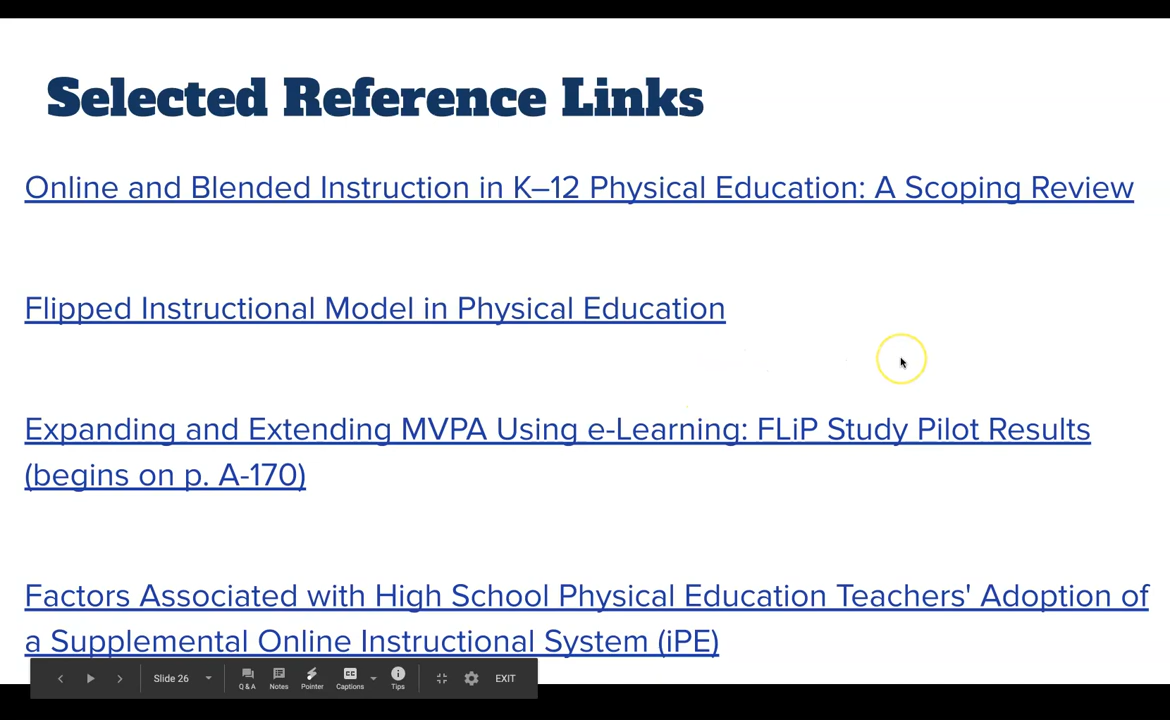 Selected Reference Links
Online and Blended Instruction in K–12 Physical Education: A Scoping Review
Flipped Instructional Model in Physical Education
Expanding and Extending MVPA Using e-Learning: FLiP Study Pilot Results
(begins on p. A-170)
Factors Associated with High School Physical Education Teachers' Adoption of
a Supplemental Online Instructional System (iPE)
Slide 26
Q & A Notes Pointer Captions Tips EXIT